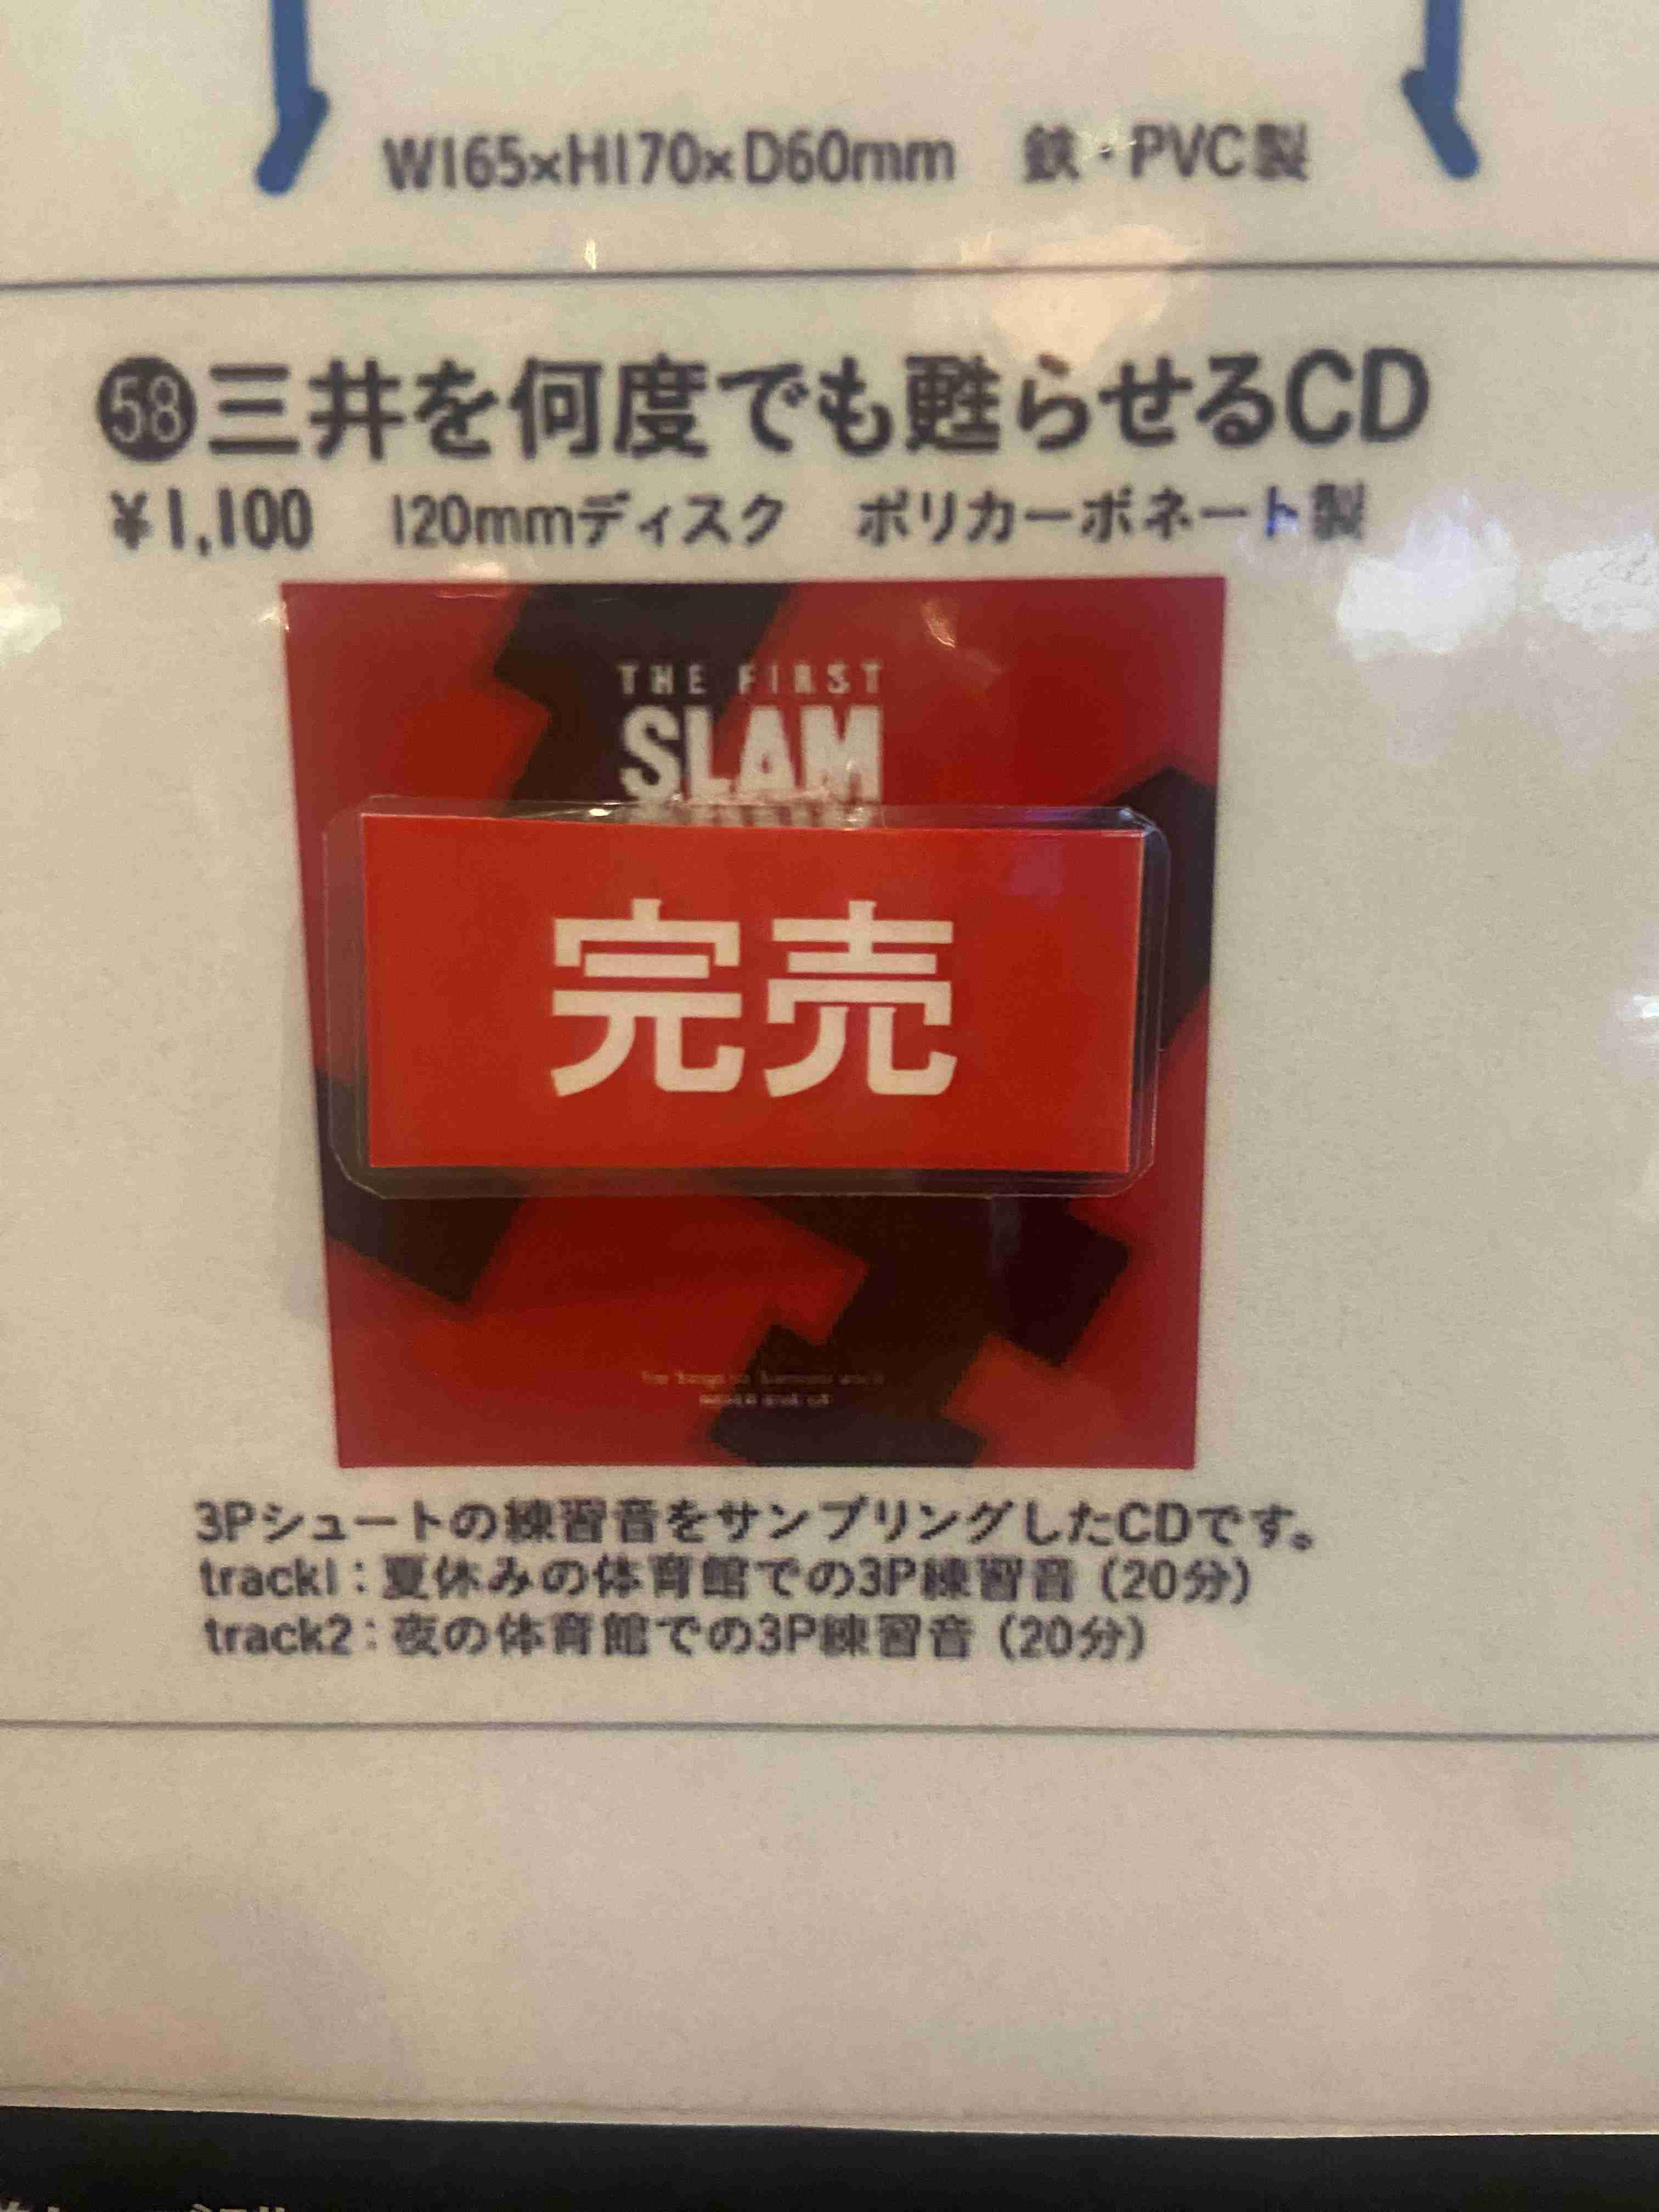 W165×H170×D60mm　鉄・PVC製
58三井を何度でも甦らせるCD
¥1,100　120mmディスク　ポリカーボネート製
THE FIRST
SLAM
完売
3Pシュートの練習音をサンプリングしたCDです。
track1：夏休みの体育館での3P練習音（20分）
track2：夜の体育館での3P練習音（20分）